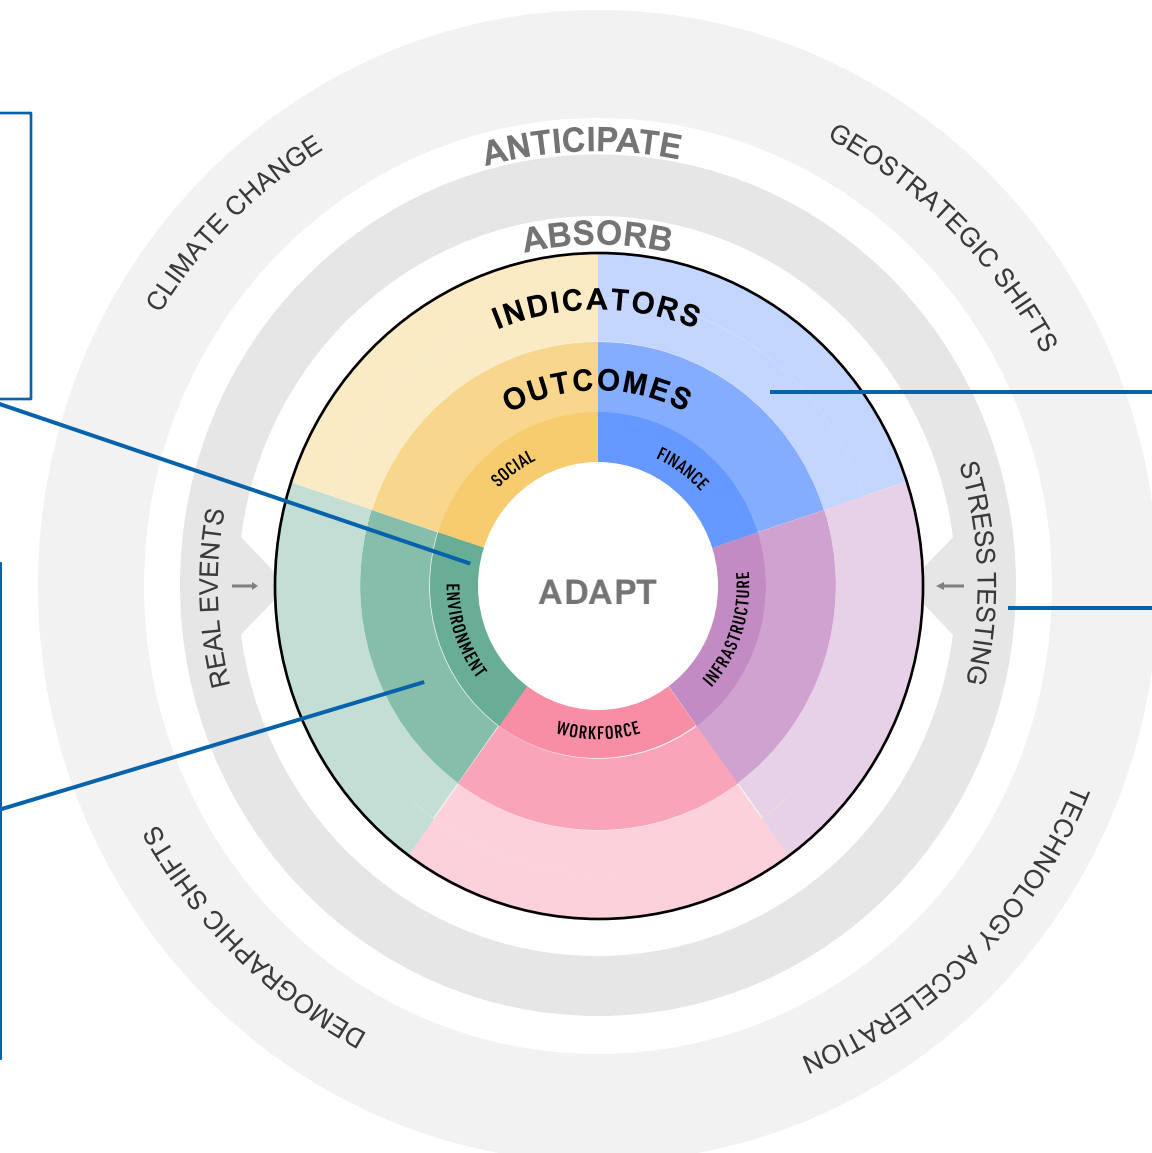 CLIMATE CHANGE
GEOSTRATEGIC SHIFTS
ANTICIPATE
ABSORB
INDICATORS
OUTCOMES
SOCIAL
FINANCE
REAL EVENTS
STRESS TESTING
ENVIRONMENT
ADAPT
INFRASTRUCTURE
WORKFORCE
DEMOGRAPHIC SHIFTS
TECHNOLOGY ACCELERATION